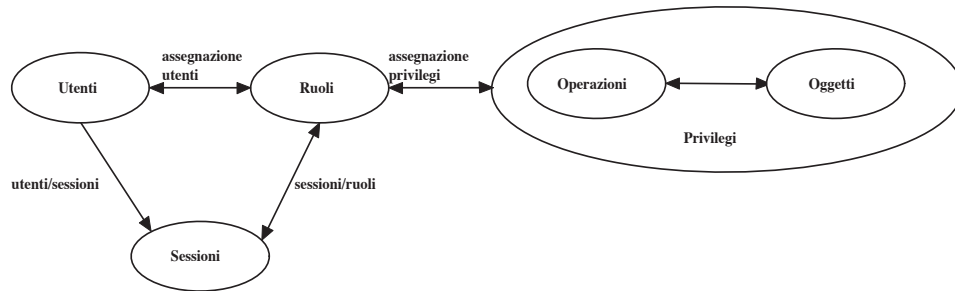 assegnazione
utenti
assegnazione
privilegi
Utenti
Ruoli
Operazioni
Oggetti
Privilegi
utenti/sessioni
sessioni/ruoli
Sessioni